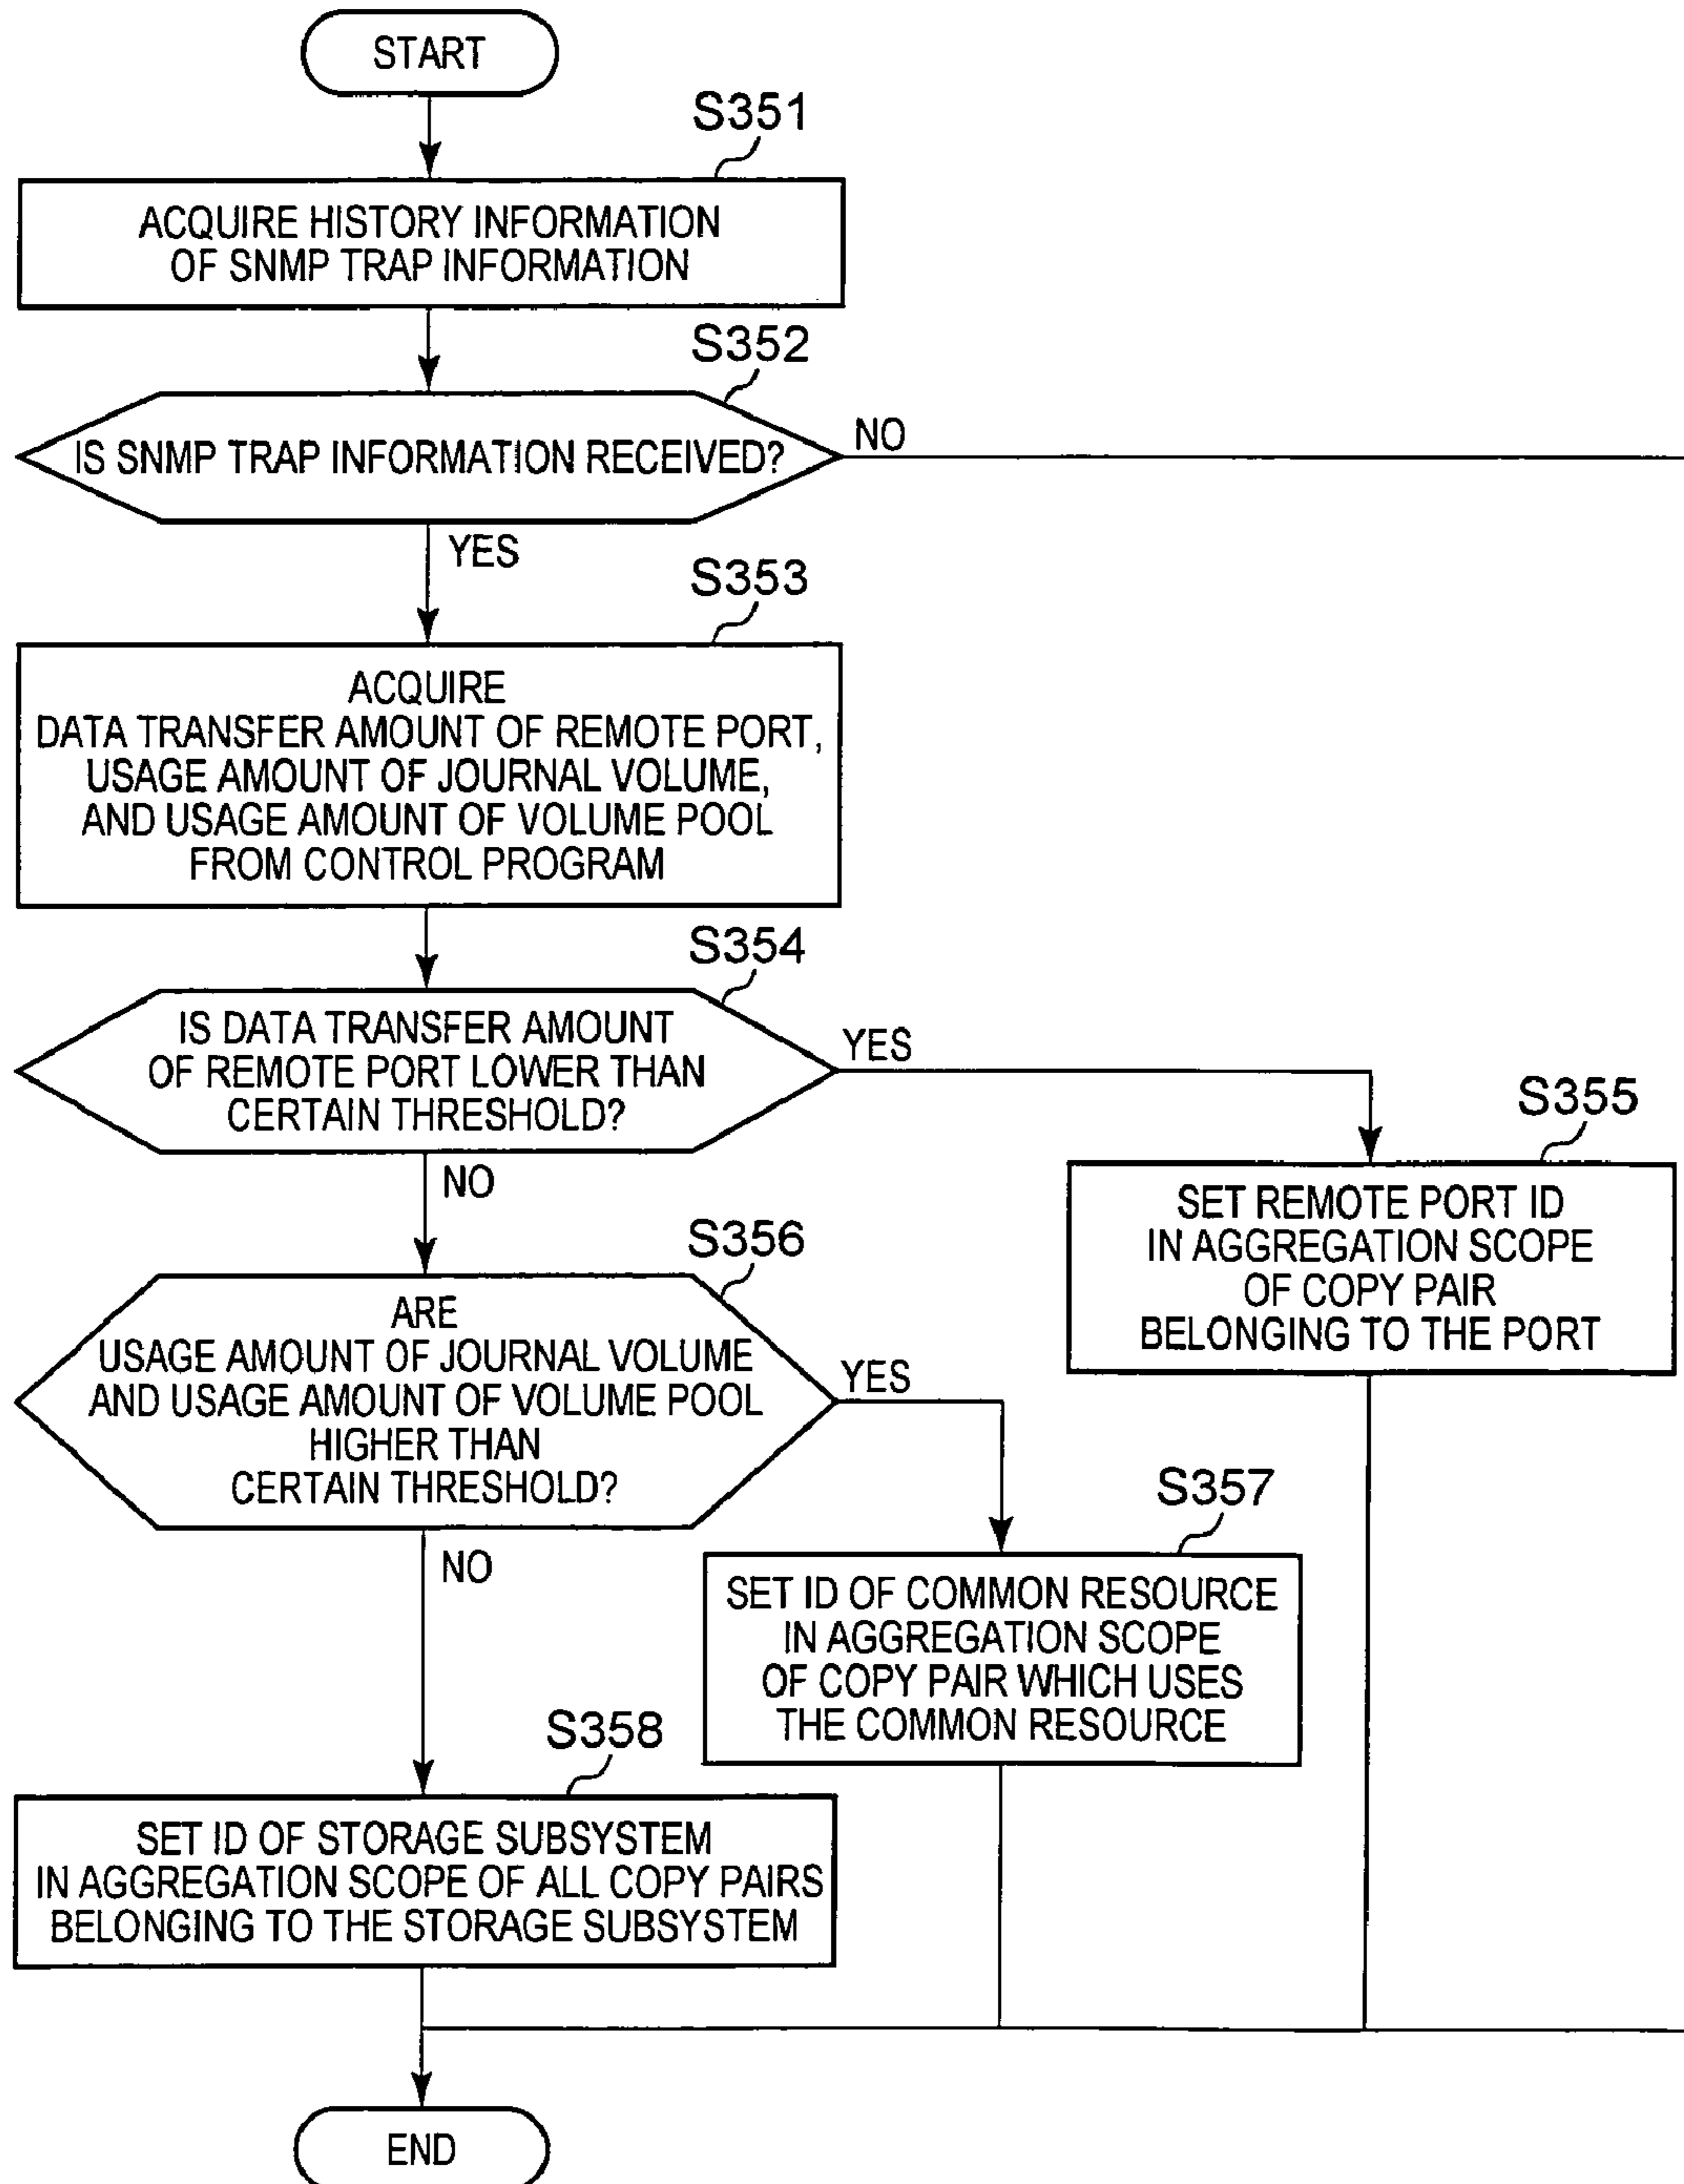 START
S351
ACQUIRE HISTORY INFORMATION
OF SNMP TRAP INFORMATION
S352
IS SNMP TRAP INFORMATION RECEIVED?
NO
YES
S353
ACQUIRE
DATA TRANSFER AMOUNT OF REMOTE PORT,
USAGE AMOUNT OF JOURNAL VOLUME,
AND USAGE AMOUNT OF VOLUME POOL
FROM CONTROL PROGRAM
S354
IS DATA TRANSFER AMOUNT
OF REMOTE PORT LOWER THAN
CERTAIN THRESHOLD?
YES
NO
S355
SET REMOTE PORT ID
IN AGGREGATION SCOPE
OF COPY PAIR
BELONGING TO THE PORT
S356
ARE
USAGE AMOUNT OF JOURNAL VOLUME
AND USAGE AMOUNT OF VOLUME POOL
HIGHER THAN
CERTAIN THRESHOLD?
YES
NO
S357
SET ID OF COMMON RESOURCE
IN AGGREGATION SCOPE
OF COPY PAIR WHICH USES
THE COMMON RESOURCE
S358
SET ID OF STORAGE SUBSYSTEM
IN AGGREGATION SCOPE OF ALL COPY PAIRS
BELONGING TO THE STORAGE SUBSYSTEM
END